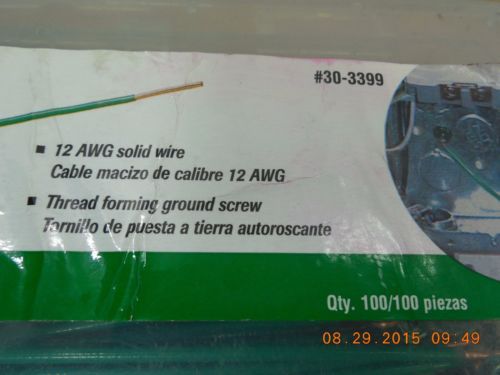 #30-3399
12 AWG solid wire
Cable macizo de calibre 12 AWG
Thread forming ground screw
Tornillo de puesta a tierra autoroscante
Qty. 100/100 piezas
08.29.2015 09:49